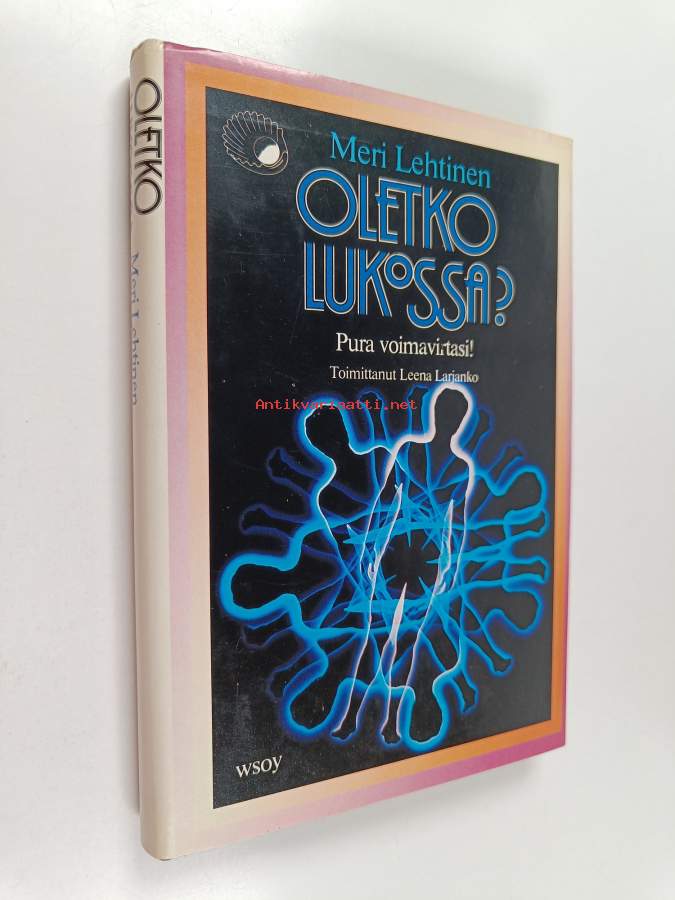 OLETKO
Meri Lehtinen
Meri Lehtinen
OLETKO
LUKOSSA?
Pura voimavirtasi!
Toimittanut Leena Larjanko
Antikvariaatti.net
wsoy